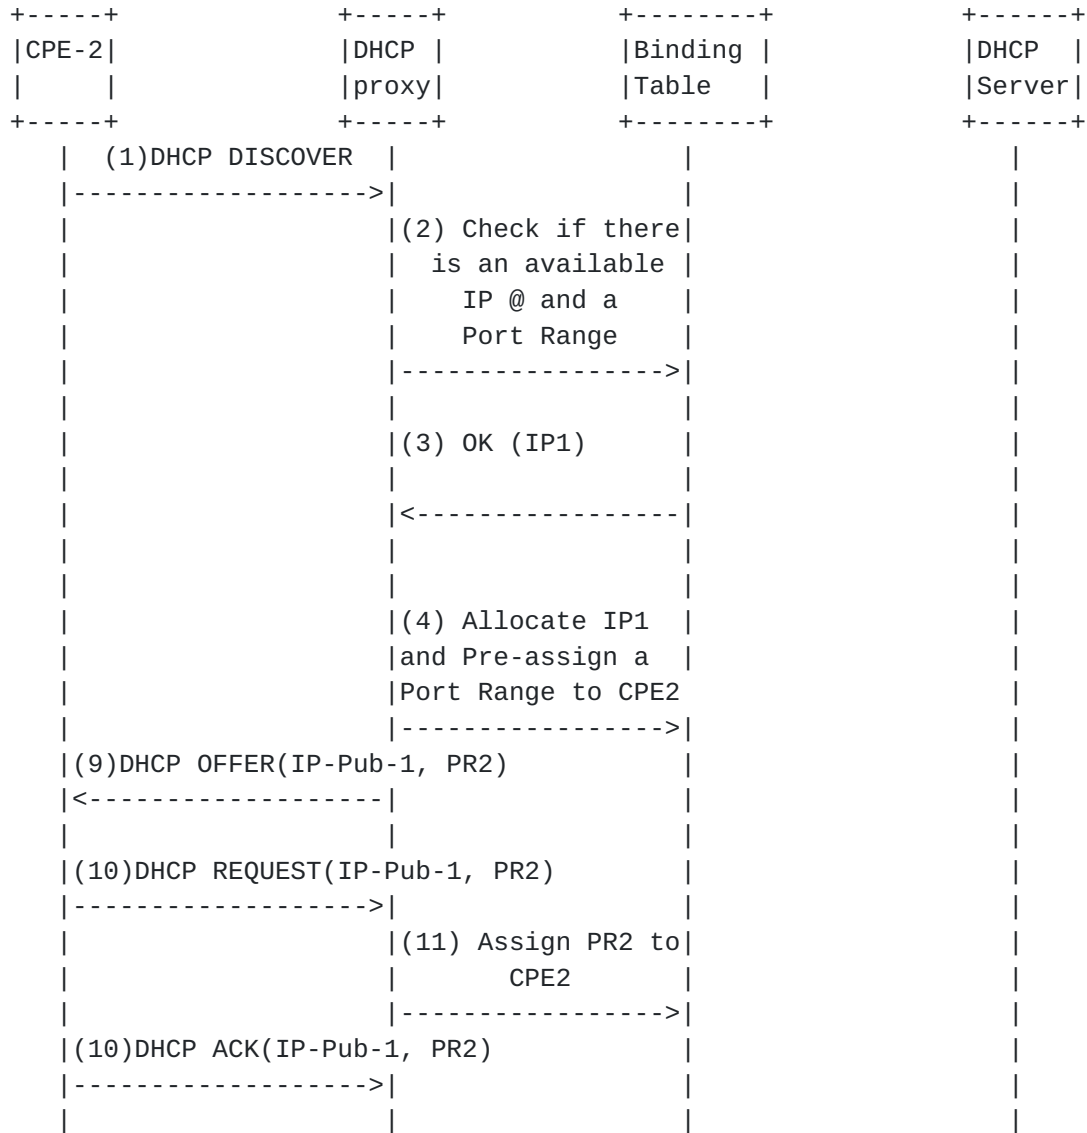 +-----+              +-----+           +--------+            +------+
|CPE-2|              |DHCP |           |Binding |            |DHCP  |
|     |              |proxy|           |Table   |            |Server|
+-----+              +-----+           +--------+            +------+
   |  (1)DHCP DISCOVER  |                  |                    |
   |------------------->|                  |                    |
   |                    |(2) Check if there|                    |
   |                    |  is an available |                    |
   |                    |    IP @ and a    |                    |
   |                    |    Port Range    |                    |
   |                    |----------------->|                    |
   |                    |                  |                    |
   |                    |(3) OK (IP1)      |                    |
   |                    |                  |                    |
   |                    |<-----------------|                    |
   |                    |                  |                    |
   |                    |                  |                    |
   |                    |(4) Allocate IP1  |                    |
   |                    |and Pre-assign a  |                    |
   |                    |Port Range to CPE2                     |
   |                    |----------------->|                    |
   |(9)DHCP OFFER(IP-Pub-1, PR2)           |                    |
   |<-------------------|                  |                    |
   |                    |                  |                    |
   |(10)DHCP REQUEST(IP-Pub-1, PR2)        |                    |
   |------------------->|                  |                    |
   |                    |(11) Assign PR2 to|                    |
   |                    |       CPE2       |                    |
   |                    |----------------->|                    |
   |(10)DHCP ACK(IP-Pub-1, PR2)            |                    |
   |------------------->|                  |                    |
   |                    |                  |                    |